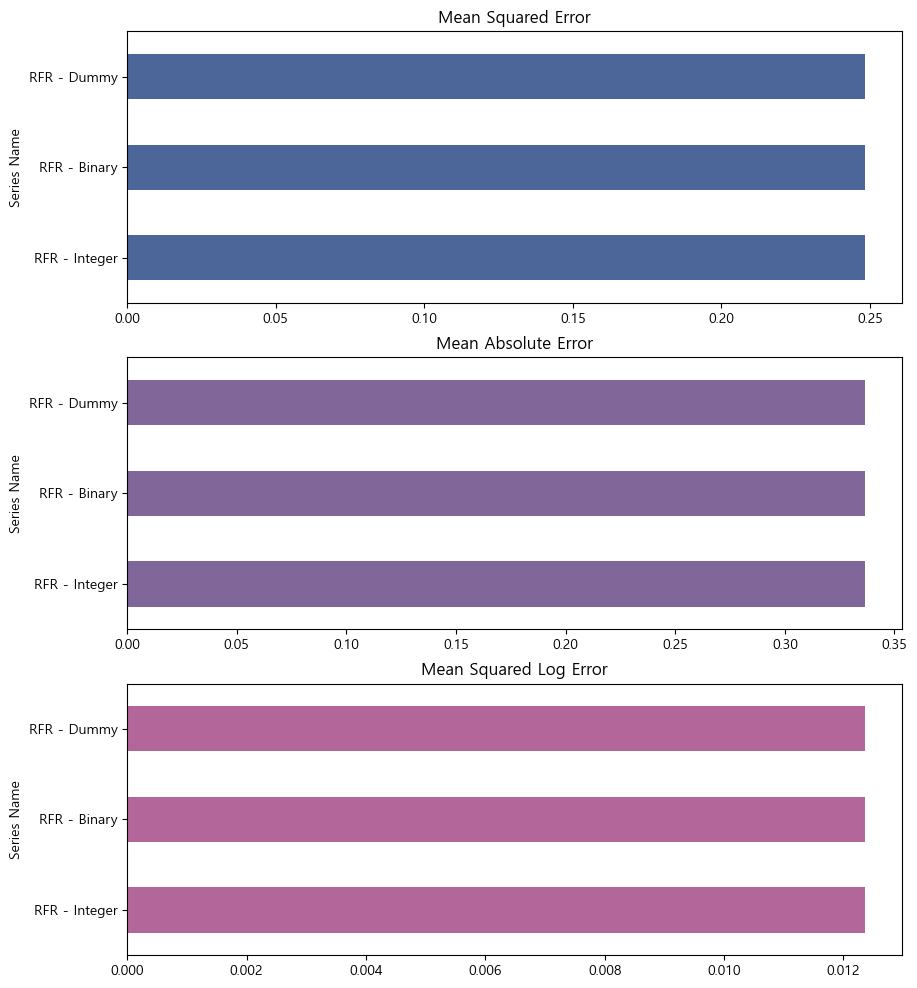 Mean Squared Error
Series Name
RFR - Dummy
RFR - Binary
RFR - Integer
0.00 0.05 0.10 0.15 0.20 0.25
Mean Absolute Error
Series Name
RFR - Dummy
RFR - Binary
RFR - Integer
0.00 0.05 0.10 0.15 0.20 0.25 0.30 0.35
Mean Squared Log Error
Series Name
RFR - Dummy
RFR - Binary
RFR - Integer
0.000 0.002 0.004 0.006 0.008 0.010 0.012